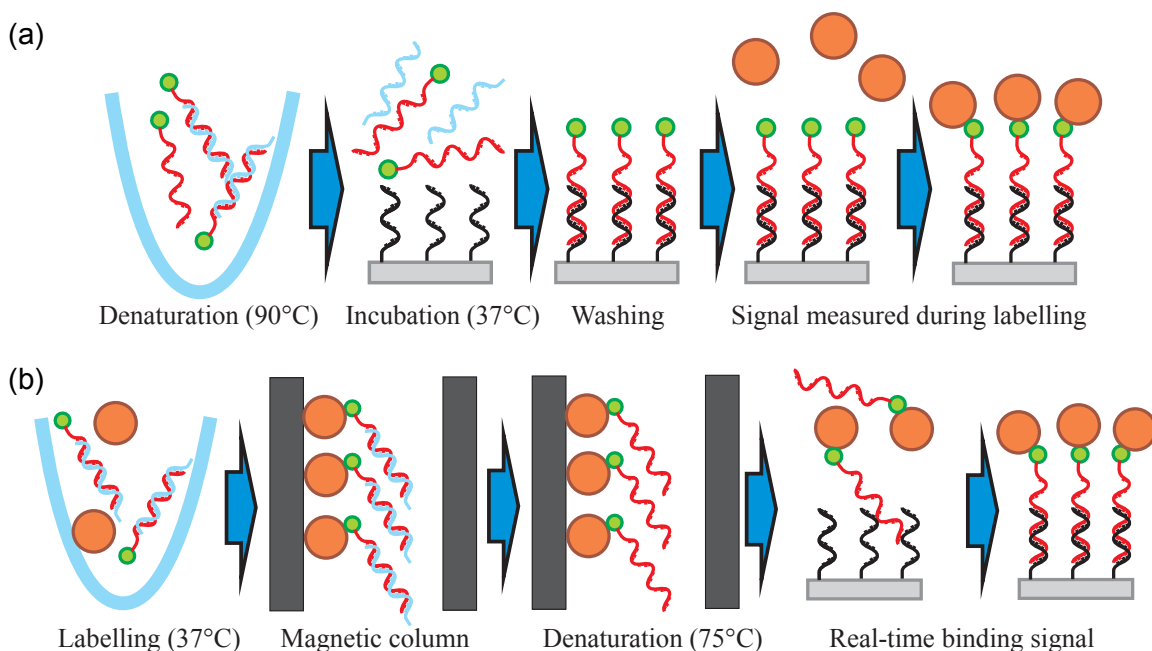 (a)
Denaturation (90°C) Incubation (37°C) Washing Signal measured during labelling
(b)
Labelling (37°C) Magnetic column Denaturation (75°C) Real-time binding signal